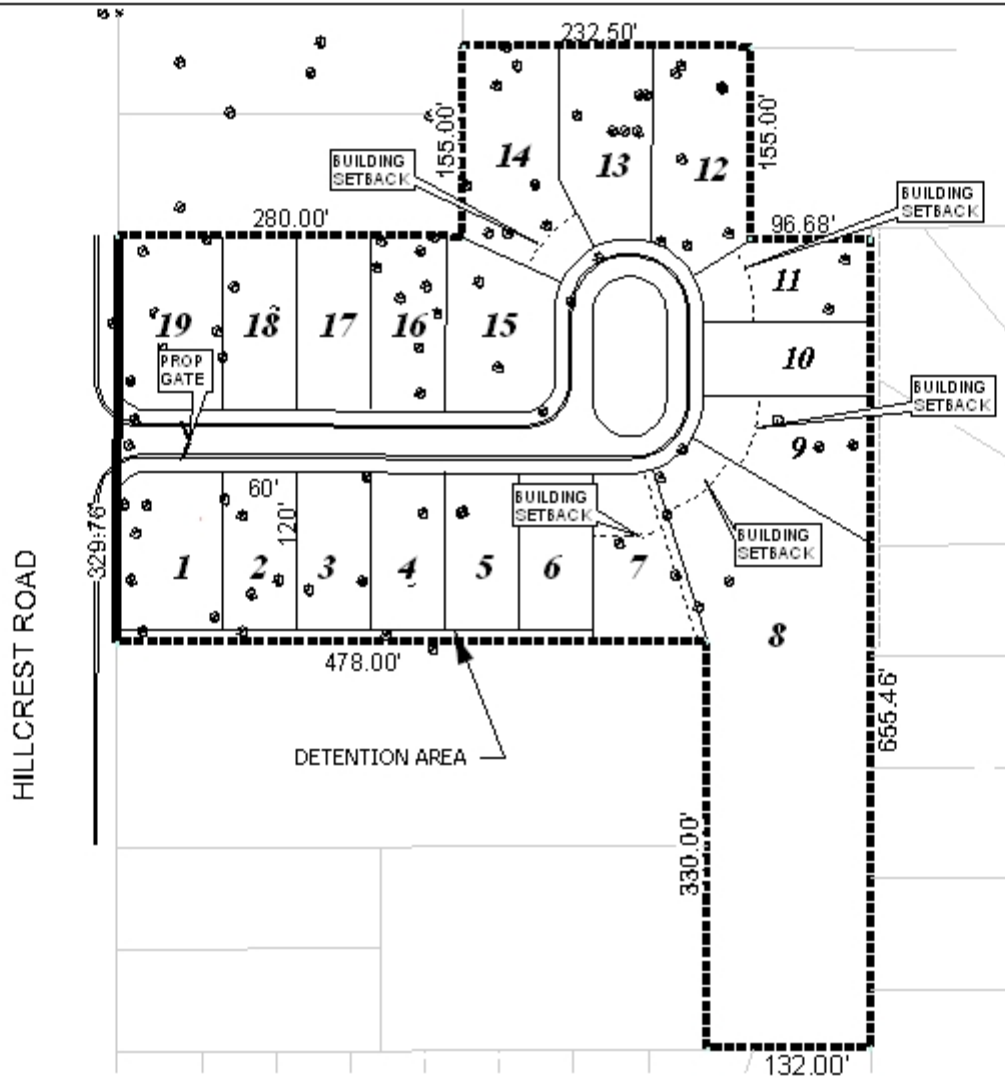 232.50'
155.00'
14
13
12
155.00'
BUILDING
SETBACK
BUILDING
SETBACK
280.00'
96.68'
11
19
18
17
16
15
10
PROP
GATE
BUILDING
SETBACK
9
329.76'
60'
120'
BUILDING
SETBACK
BUILDING
SETBACK
1
2
3
4
5
6
7
8
HILLCREST ROAD
478.00'
655.46'
DETENTION AREA
330.00'
132.00'